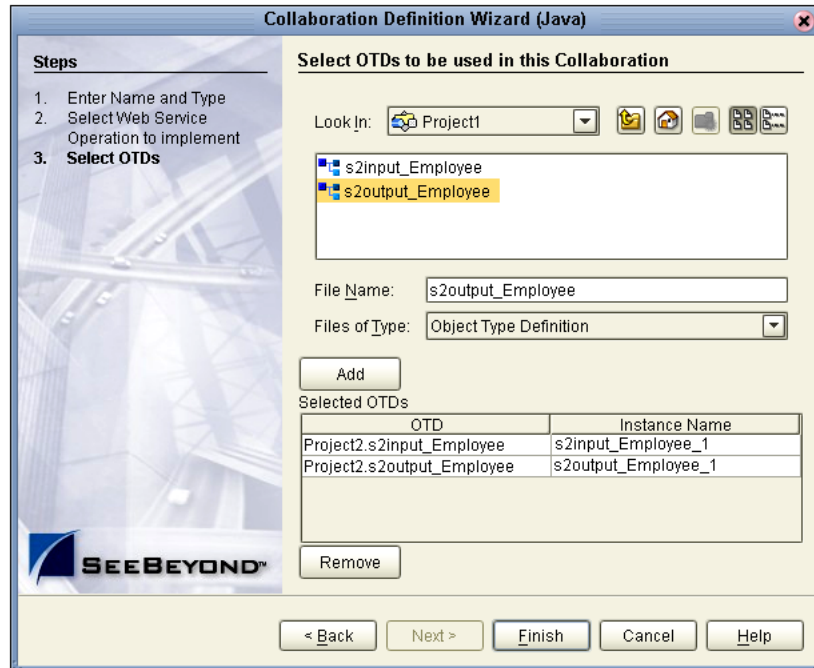 Collaboration Definition Wizard (Java)
Steps
1. Enter Name and Type
2. Select Web Service
Operation to implement
3. Select OTDs
SEEBEYOND™
Select OTDs to be used in this Collaboration
Look In: Project1
s2input_Employee
s2output_Employee
File Name: s2output_Employee
Files of Type: Object Type Definition
Add
Selected OTDs
OTD Instance Name
Project2.s2input_Employee s2input_Employee_1
Project2.s2output_Employee s2output_Employee_1
Remove
< Back Next > Finish Cancel Help